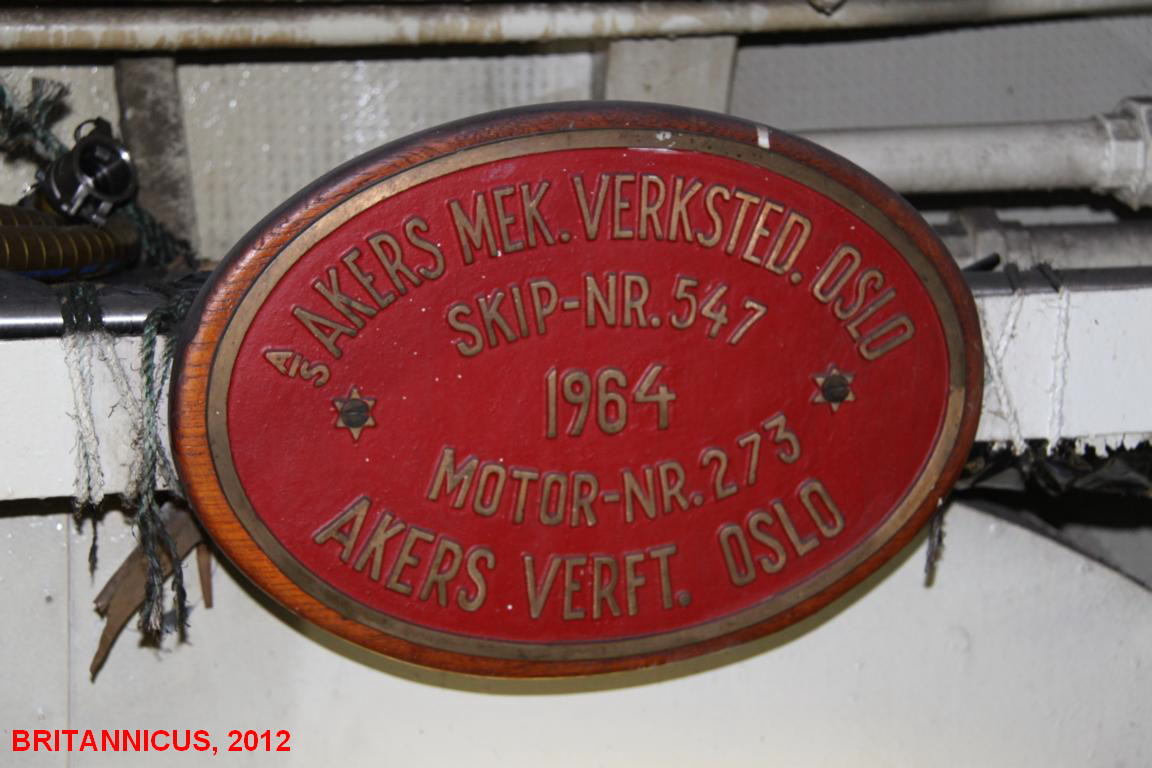 A/S AKERS MEK. VERKSTED. OSLO
SKIP-NR. 547
1964
MOTOR-NR. 273
AKERS VERFT. OSLO
BRITANNICUS, 2012